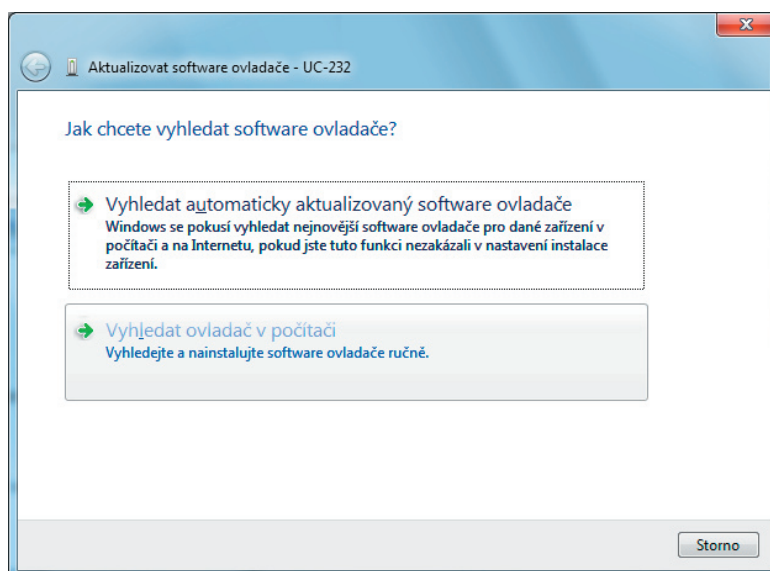 Aktualizovat software ovladače - UC-232
Jak chcete vyhledat software ovladače?
Vyhledat automaticky aktualizovaný software ovladače
Windows se pokusí vyhledat nejnovější software ovladače pro dané zařízení v
počítači a na Internetu, pokud jste tuto funkci nezakázali v nastavení instalace
zařízení.
Vyhledat ovladač v počítači
Vyhledejte a nainstalujte software ovladače ručně.
Storno